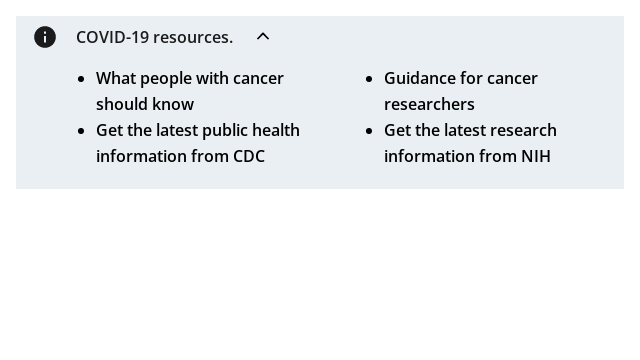 COVID-19 resources.
What people with cancer
should know
Get the latest public health
information from CDC
Guidance for cancer
researchers
Get the latest research
information from NIH